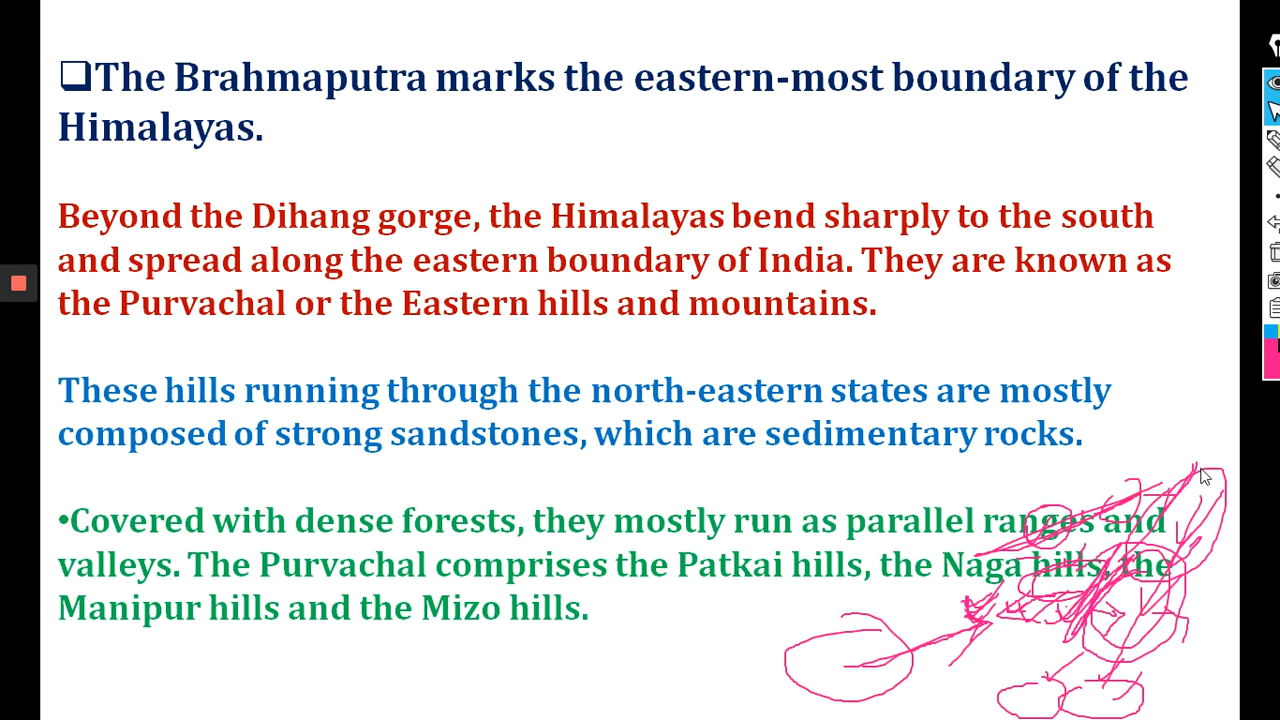 ❑The Brahmaputra marks the eastern-most boundary of the
Himalayas.
Beyond the Dihang gorge, the Himalayas bend sharply to the south
and spread along the eastern boundary of India. They are known as
the Purvachal or the Eastern hills and mountains.
These hills running through the north-eastern states are mostly
composed of strong sandstones, which are sedimentary rocks.
•Covered with dense forests, they mostly run as parallel ranges and
valleys. The Purvachal comprises the Patkai hills, the Naga hills, the
Manipur hills and the Mizo hills.